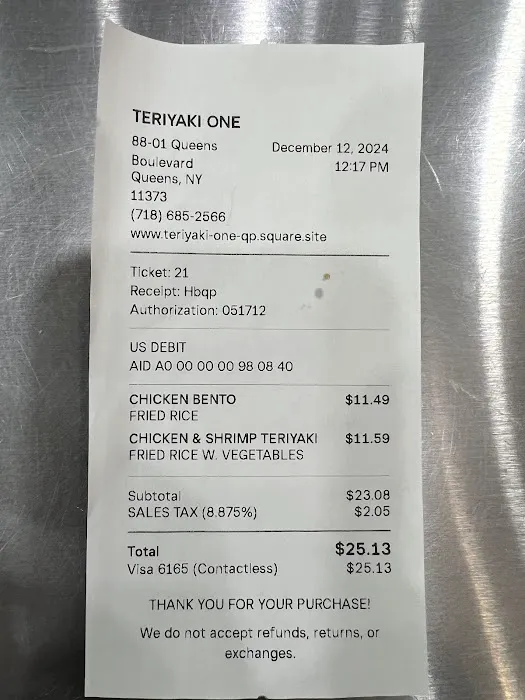 TERIYAKI ONE
88-01 Queens
Boulevard
Queens, NY
11373
(718) 685-2566
www.teriyaki-one-qp.square.site
December 12, 2024
12:17 PM
Ticket: 21
Receipt: Hbqp
Authorization: 051712
US DEBIT
AID A0 00 00 00 98 08 40
CHICKEN BENTO $11.49
FRIED RICE
CHICKEN & SHRIMP TERIYAKI $11.59
FRIED RICE W. VEGETABLES
Subtotal $23.08
SALES TAX (8.875%) $2.05
Total $25.13
Visa 6165 (Contactless) $25.13
THANK YOU FOR YOUR PURCHASE!
We do not accept refunds, returns, or
exchanges.